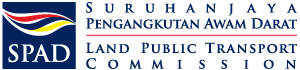 SPAD
SURUHANJAYA
PENGANGKUTAN AWAM DARAT
LAND PUBLIC TRANSPORT
COMMISSION